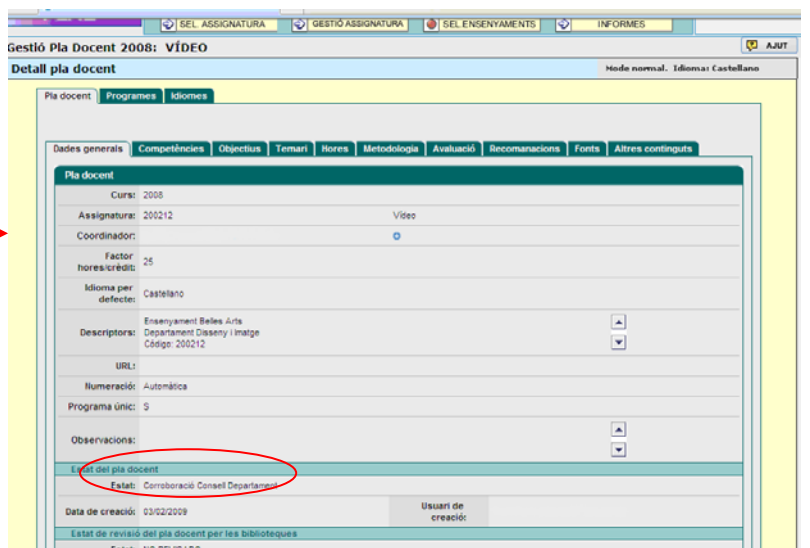 SEL. ASSIGNATURA GESTIÓ ASSIGNATURA SEL.ENSENYAMENTS INFORMES
Gestió Pla Docent 2008: VÍDEO AJUT
Detall pla docent Mode normal. Idioma: Castellano
Pla docent Programes Idiomes
Dades generals Competències Objectius Temari Hores Metodologia Avaluació Recomanacions Fonts Altres continguts
Pla docent
Curs: 2008
Assignatura: 200212 Vídeo
Coordinador:
Factor
hores/crèdit: 25
Idioma per
defecte: Castellano
Descriptors: Ensenyament Belles Arts
Departament Disseny i Imatge
Código: 200212
URL:
Numeració: Automàtica
Programa únic: S
Observacions:
Estat del pla docent
Estat: Corroboració Consell Departament
Data de creació: 03/02/2009 Usuari de
creació:
Estat de revisió del pla docent per les biblioteques